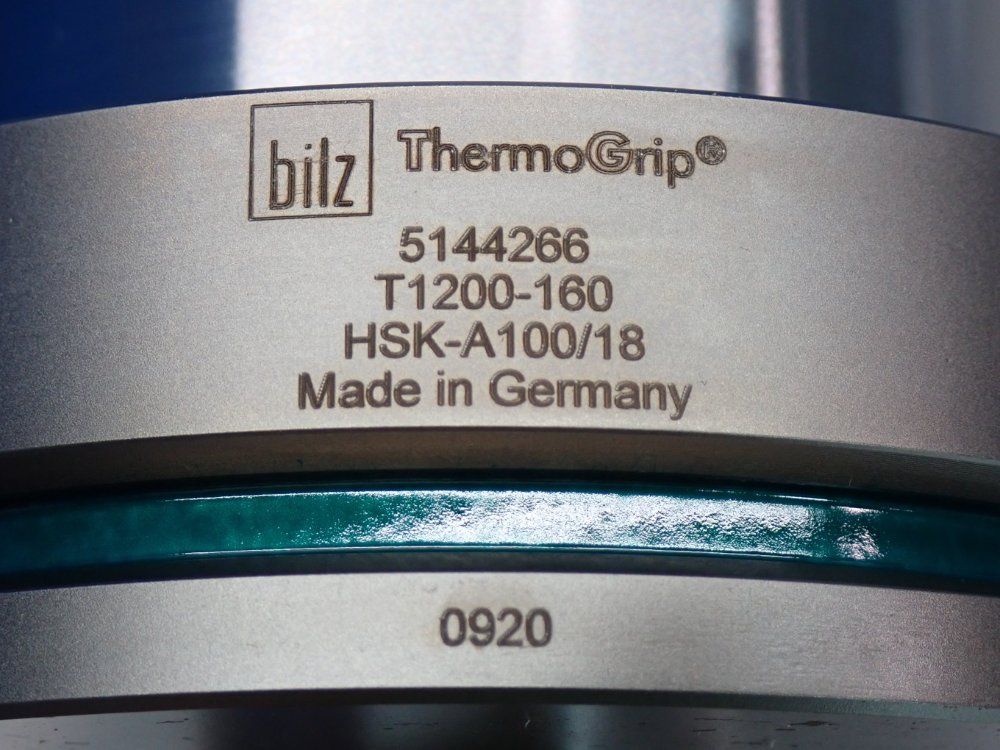 bilz ThermoGrip®
5144266
T1200-160
HSK-A100/18
Made in Germany
0920